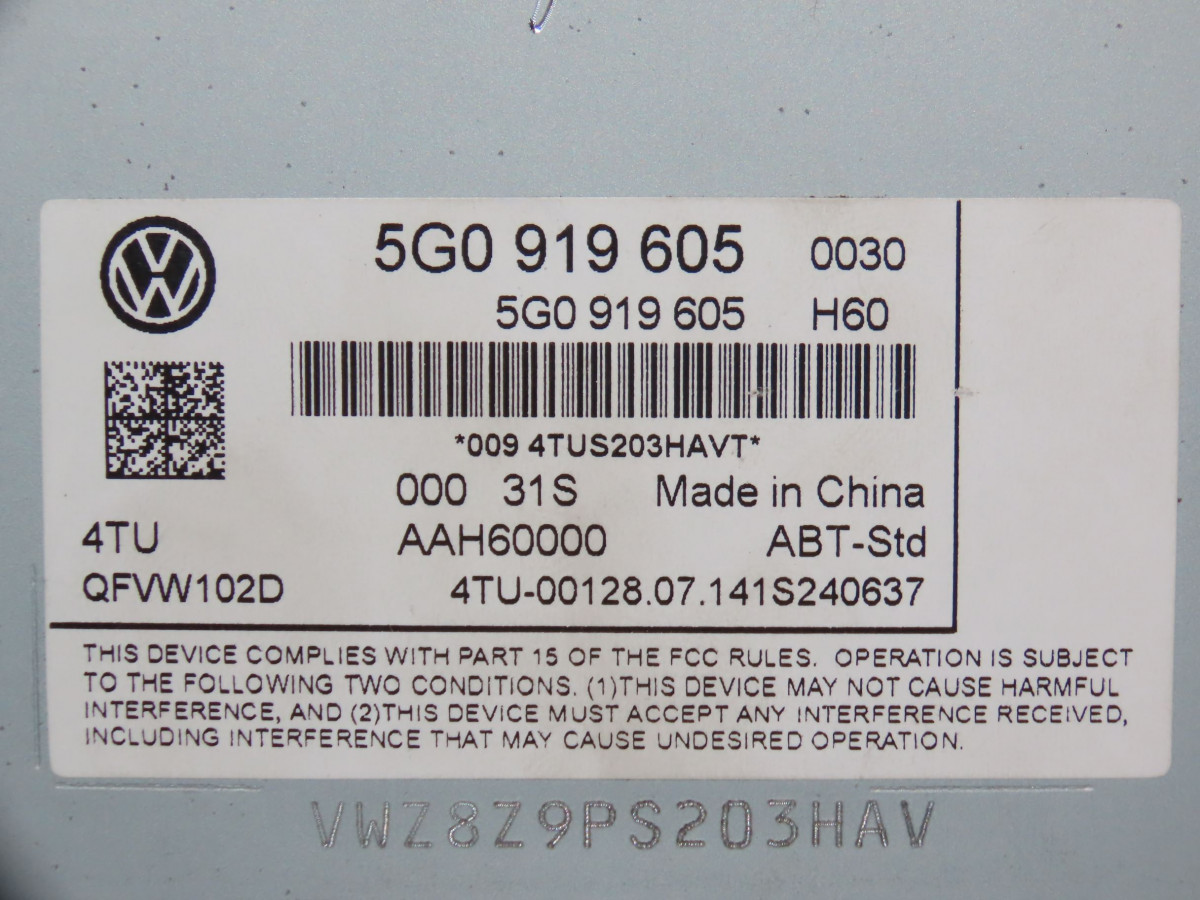 5G0 919 605 0030
5G0 919 605 H60
*009 4TUS203HAVT*
000 31S Made in China
4TU AAH60000 ABT-Std
QFVW102D 4TU-00128.07.141S240637
THIS DEVICE COMPLIES WITH PART 15 OF THE FCC RULES. OPERATION IS SUBJECT
TO THE FOLLOWING TWO CONDITIONS. (1)THIS DEVICE MAY NOT CAUSE HARMFUL
INTERFERENCE, AND (2)THIS DEVICE MUST ACCEPT ANY INTERFERENCE RECEIVED,
INCLUDING INTERFERENCE THAT MAY CAUSE UNDESIRED OPERATION.
VWZ8Z9PS203HAV